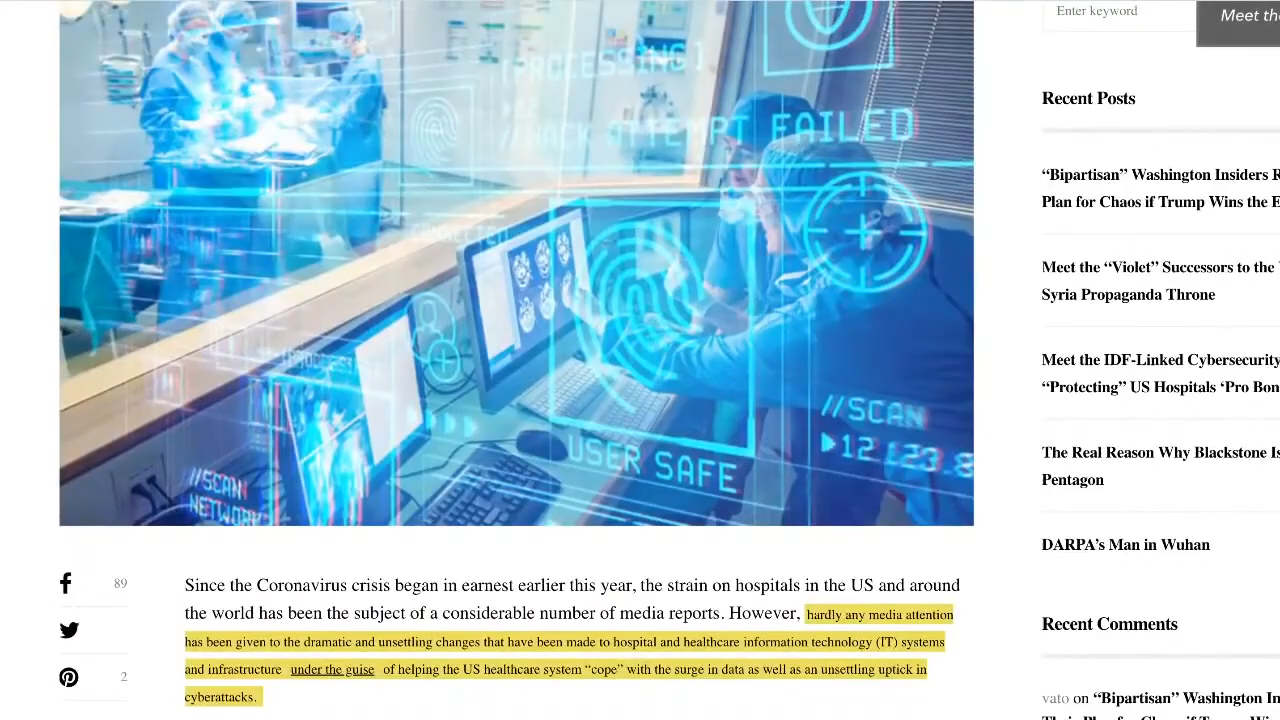 Enter keyword
Meet the
PROCESSING
HACK ATTEMPT FAILED
CONNECTED
//SCAN
USER SAFE
//SCAN
NETWORK
Recent Posts
“Bipartisan” Washington Insiders
Plan for Chaos if Trump Wins the
Meet the “Violet” Successors to the
Syria Propaganda Throne
Meet the IDF-Linked Cybersecurity
“Protecting” US Hospitals ‘Pro
The Real Reason Why Blackstone
Pentagon
DARPA’s Man in Wuhan
89
2
Since the Coronavirus crisis began in earnest earlier this year, the strain on hospitals in the US and around
the world has been the subject of a considerable number of media reports. However, hardly any media attention
has been given to the dramatic and unsettling changes that have been made to hospital and healthcare information technology (IT) systems
and infrastructure under the guise of helping the US healthcare system “cope” with the surge in data as well as an unsettling uptick in
cyberattacks.
Recent Comments
vato on “Bipartisan” Washington